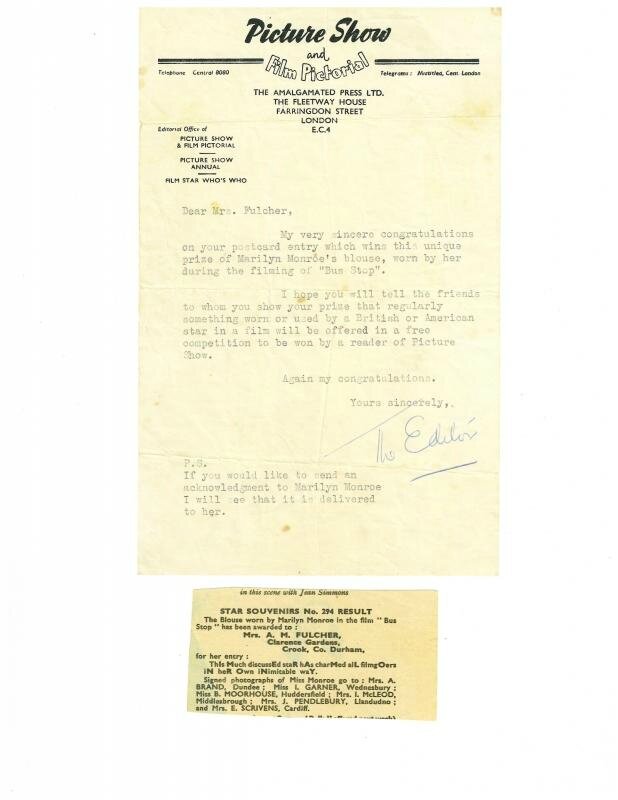 Picture Show
and
Film Pictorial
Telephone Central 8080
Telegrams: Mustitled, Cent. London
THE AMALGAMATED PRESS LTD.
THE FLEETWAY HOUSE
FARRINGDON STREET
LONDON
E.C.4
Editorial Office of
PICTURE SHOW
& FILM PICTORIAL
PICTURE SHOW
ANNUAL
FILM STAR WHO'S WHO
Dear Mrs. Fulcher,
My very sincere congratulations
on your postcard entry which wins this unique
prize of Marilyn Monroe's blouse, worn by her
during the filming of "Bus Stop".
I hope you will tell the friends
to whom you show your prize that regularly
something worn or used by a British or American
star in a film will be offered in a free
competition to be won by a reader of Picture
Show.
Again my congratulations.
Yours sincerely,
The Editor
P.S.
If you would like to send an
acknowledgment to Marilyn Monroe
I will see that it is delivered
to her.
in this scene with Jean Simmons
STAR SOUVENIRS No. 294 RESULT
The Blouse worn by Marilyn Monroe in the film "Bus
Stop" has been awarded to :
Mrs. A. M. FULCHER,
Clarence Gardens,
Crook, Co. Durham,
for her entry :
ThIs Much discussEd staR hAs charMed alL filmgOers
iN heR Own iNimitable waY.
Signed photographs of Miss Monroe go to : Mrs. A.
BRAND, Dundee ; Miss I. GARNER, Wednesbury ;
Miss B. MOORHOUSE, Huddersfield ; Mrs. I. McLEOD,
Middlesbrough ; Mrs. J. PENDLEBURY, Llandudno ;
and Mrs. E. SCRIVENS, Cardiff.